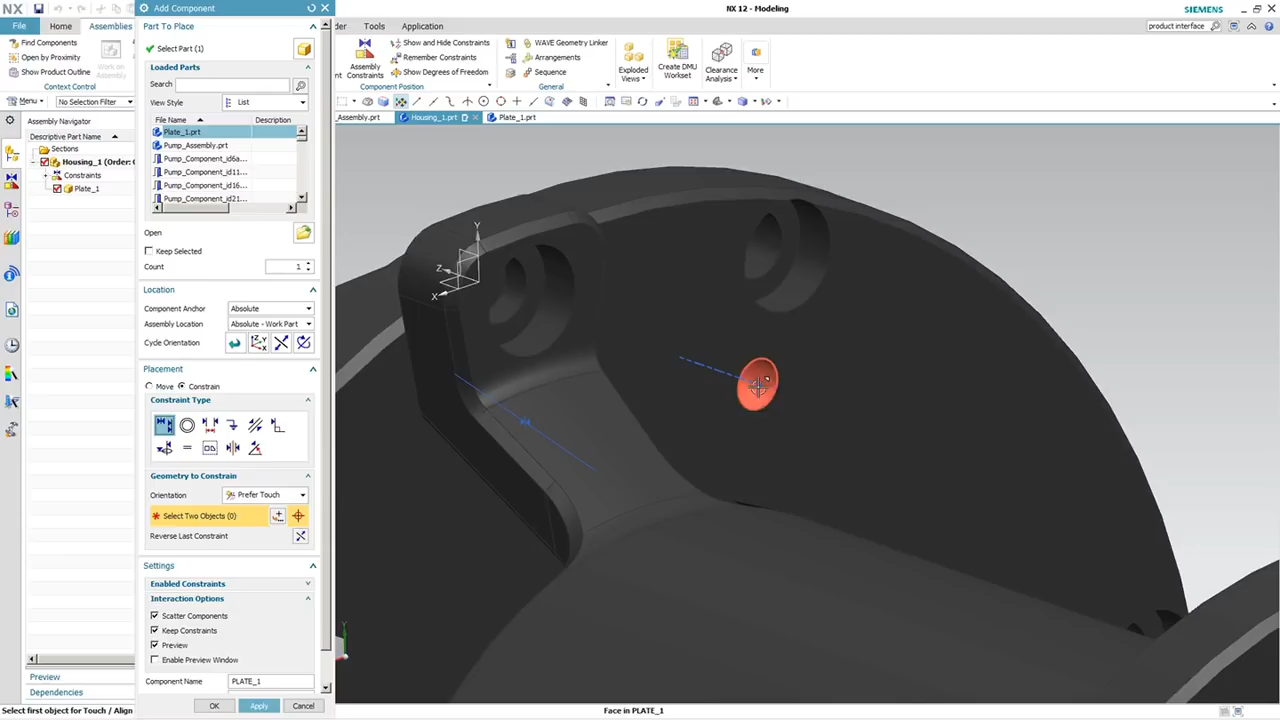 NX
Add Component
NX 12 - Modeling
SIEMENS
File
Home
Assemblies
Tools
Application
product interface
Find Components
Open by Proximity
Show Product Outline
Work on
Assembly
Context Control
Assembly
Constraints
Show and Hide Constraints
Remember Constraints
Show Degrees of Freedom
Component Position
WAVE Geometry Linker
Arrangements
Sequence
General
Exploded
Views
Create DMU
Workset
Clearance
Analysis
More
Menu
No Selection Filter
_Assembly.prt
Housing_1.prt
Plate_1.prt
Assembly Navigator
Descriptive Part Name
Sections
Housing_1 (Order:
Constraints
Plate_1
Part To Place
Select Part (1)
Loaded Parts
Search
View Style
List
File Name
Description
Plate_1.prt
Pump_Assembly.prt
Pump_Component_id6a...
Pump_Component_id11...
Pump_Component_id16...
Pump_Component_id21...
Open
Keep Selected
Count
1
Location
Component Anchor
Absolute
Assembly Location
Absolute - Work Part
Cycle Orientation
Placement
Move
Constrain
Constraint Type
Geometry to Constrain
Orientation
Prefer Touch
* Select Two Objects (0)
Reverse Last Constraint
Settings
Enabled Constraints
Interaction Options
Scatter Components
Keep Constraints
Preview
Enable Preview Window
Component Name
PLATE_1
OK
Apply
Cancel
Preview
Dependencies
Y
Z
X
Y
Select first object for Touch / Align
Face in PLATE_1